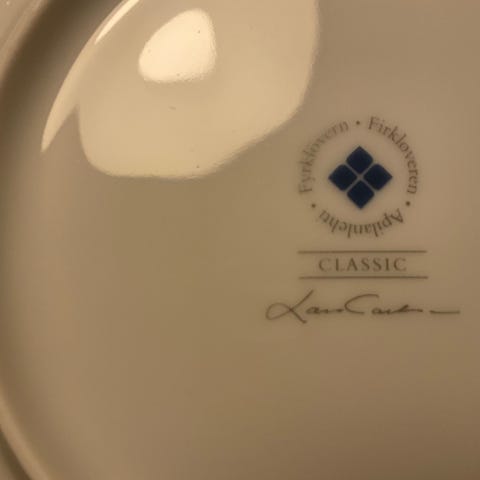 Fyrklövern • Firkløveren • Apilanlehti •
CLASSIC